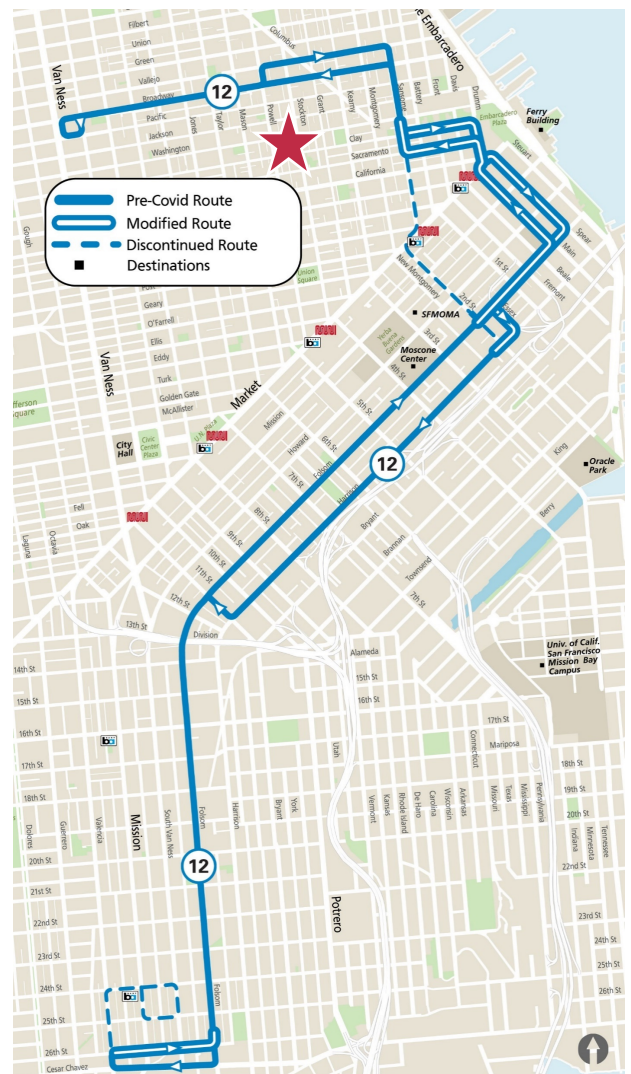 Filbert
Union
Green
Vallejo
Broadway
Pacific
Jackson
Washington
Van Ness
Columbus
The Embarcadero
12
Jones
Taylor
Mason
Powell
Stockton
Grant
Kearny
Montgomery
Sansome
Battery
Front
Davis
Drumm
Embarcadero
Plaza
Ferry
Building
Steuart
Clay
Sacramento
California
Pre-Covid Route
Modified Route
Discontinued Route
Destinations
Gough
Union
Square
Spear
Main
Beale
Fremont
1st St
Essex
New Montgomery
2nd St
SFMOMA
3rd St
Yerba
Buena
Gardens
Moscone
Center
4th St
Geary
O'Farrell
Ellis
Eddy
Turk
Golden Gate
McAllister
Van Ness
Market
Mission
Howard
Folsom
Harrison
5th St
6th St
7th St
8th St
9th St
10th St
11th St
12th St
13th St
Division
12
U.N. Plaza
City
Hall
Civic
Center
Plaza
Jefferson
Square
Fell
Oak
Laguna
Octavia
King
Oracle
Park
Berry
Bryant
Brannan
Townsend
7th St
Univ. of Calif.
San Francisco
Mission Bay
Campus
Alameda
15th St
16th St
14th St
15th St
16th St
17th St
18th St
20th St
21st St
22nd St
23rd St
24th St
25th St
26th St
Cesar Chavez
Dolores
Guerrero
Valencia
Mission
South Van Ness
Folsom
Harrison
Bryant
York
Utah
Potrero
Vermont
Kansas
Rhode Island
De Haro
Carolina
Wisconsin
Arkansas
Connecticut
Missouri
Texas
Mississippi
Pennsylvania
17th St
Mariposa
18th St
19th St
20th St
22nd St
Indiana
Minnesota
Tennessee
23rd St
24th St
25th St
26th St
12
Folsom